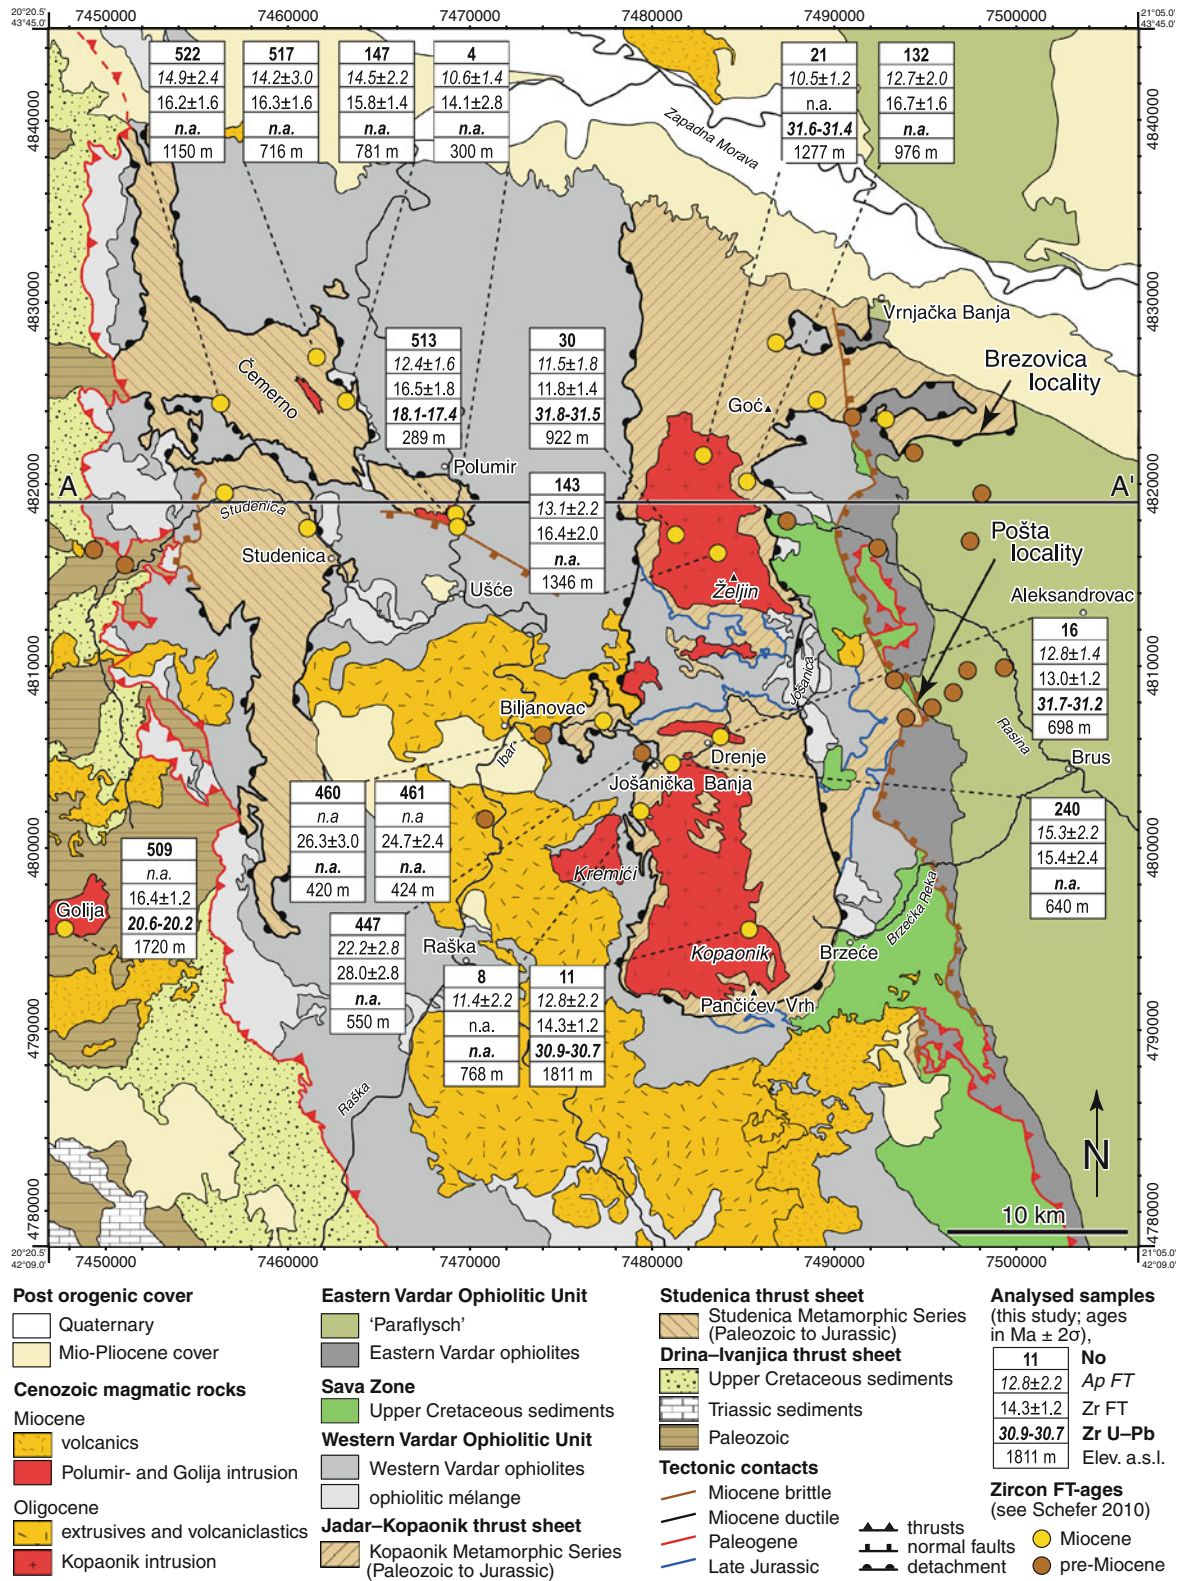 20°20.5'
43°45.0'
7450000
7460000
7470000
7480000
7490000
7500000
21°05.0'
43°45.0'
522
14.9±2.4
16.2±1.6
n.a.
1150 m
517
14.2±3.0
16.3±1.6
n.a.
716 m
147
14.5±2.2
15.8±1.4
n.a.
781 m
4
10.6±1.4
14.1±2.8
n.a.
300 m
21
10.5±1.2
n.a.
31.6-31.4
1277 m
132
12.7±2.0
16.7±1.6
n.a.
976 m
Zapadna Morava
4840000
4840000
4830000
4830000
Vrnjačka Banja
Brezovica
locality
Čemerno
513
12.4±1.6
16.5±1.8
18.1-17.4
289 m
30
11.5±1.8
11.8±1.4
31.8-31.5
922 m
Goć
Polumir
4820000
4820000
A
A'
Studenica
143
13.1±2.2
16.4±2.0
n.a.
1346 m
Pošta
locality
Studenica
Ušće
Željin
Aleksandrovac
16
12.8±1.4
13.0±1.2
31.7-31.2
698 m
4810000
4810000
Jošanica
Biljanovac
Ibar
Rasina
Drenje
Brus
Jošanička Banja
460
n.a
26.3±3.0
n.a.
420 m
461
n.a
24.7±2.4
n.a.
424 m
240
15.3±2.2
15.4±2.4
n.a.
640 m
4800000
4800000
509
n.a.
16.4±1.2
20.6-20.2
1720 m
Golija
Kremići
Brzećka Reka
447
22.2±2.8
28.0±2.8
n.a.
550 m
Raška
Kopaonik
Brzeće
8
11.4±2.2
n.a.
n.a.
768 m
11
12.8±2.2
14.3±1.2
30.9-30.7
1811 m
Pančićev Vrh
4790000
4790000
Raška
N
4780000
4780000
10 km
20°20.5'
42°09.0'
7450000
7460000
7470000
7480000
7490000
7500000
21°05.0'
42°09.0'
Post orogenic cover
Quaternary
Mio-Pliocene cover
Cenozoic magmatic rocks
Miocene
volcanics
Polumir- and Golija intrusion
Oligocene
extrusives and volcaniclastics
Kopaonik intrusion
Eastern Vardar Ophiolitic Unit
'Paraflysch'
Eastern Vardar ophiolites
Sava Zone
Upper Cretaceous sediments
Western Vardar Ophiolitic Unit
Western Vardar ophiolites
ophiolitic mélange
Jadar–Kopaonik thrust sheet
Kopaonik Metamorphic Series
(Paleozoic to Jurassic)
Studenica thrust sheet
Studenica Metamorphic Series
(Paleozoic to Jurassic)
Drina–Ivanjica thrust sheet
Upper Cretaceous sediments
Triassic sediments
Paleozoic
Tectonic contacts
Miocene brittle
Miocene ductile
Paleogene
Late Jurassic
thrusts
normal faults
detachment
Analysed samples
(this study; ages
in Ma ± 2σ),
11 No
12.8±2.2 Ap FT
14.3±1.2 Zr FT
30.9-30.7 Zr U–Pb
1811 m Elev. a.s.l.
Zircon FT-ages
(see Schefer 2010)
Miocene
pre-Miocene